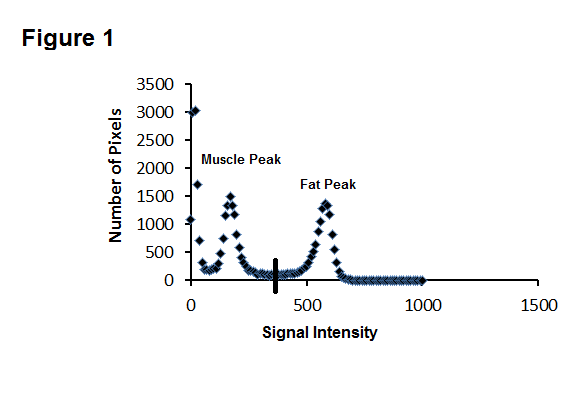 Figure 1
Number of Pixels
3500
3000
2500
2000
1500
1000
500
0
Muscle Peak
Fat Peak
0 500 1000 1500
Signal Intensity